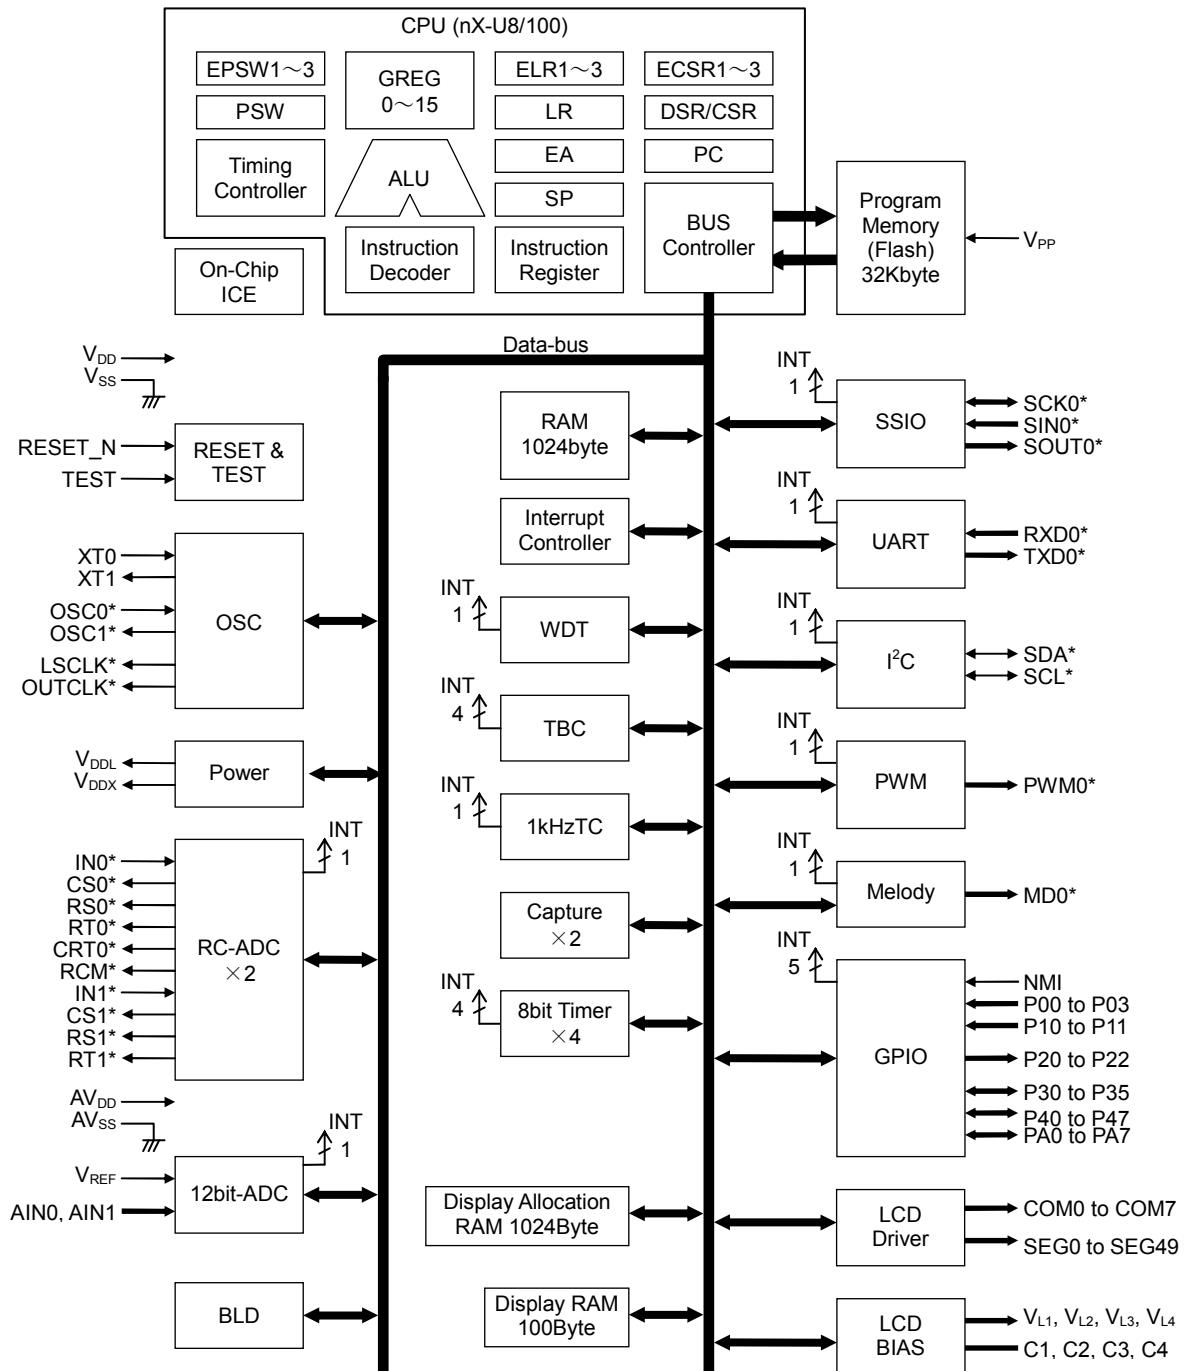 CPU (nX-U8/100)
EPSW1～3
GREG
0～15
ELR1～3
ECSR1～3
PSW
LR
DSR/CSR
Timing
Controller
ALU
EA
PC
SP
BUS
Controller
Instruction
Decoder
Instruction
Register
Program
Memory
(Flash)
32Kbyte
VPP
On-Chip
ICE
Data-bus
VDD
VSS
RESET_N
TEST
RESET &
TEST
XT0
XT1
OSC0*
OSC1*
LSCLK*
OUTCLK*
OSC
VDDL
VDDX
Power
IN0*
CS0*
RS0*
RT0*
CRT0*
RCM*
IN1*
CS1*
RS1*
RT1*
RC-ADC
×2
INT
1
AVDD
AVSS
VREF
AIN0, AIN1
12bit-ADC
INT
1
BLD
RAM
1024byte
Interrupt
Controller
INT
1
WDT
INT
4
TBC
INT
1
1kHzTC
Capture
×2
INT
4
8bit Timer
×4
Display Allocation
RAM 1024Byte
Display RAM
100Byte
INT
1
SSIO
SCK0*
SIN0*
SOUT0*
INT
1
UART
RXD0*
TXD0*
INT
1
I²C
SDA*
SCL*
INT
1
PWM
PWM0*
INT
1
Melody
MD0*
INT
5
GPIO
NMI
P00 to P03
P10 to P11
P20 to P22
P30 to P35
P40 to P47
PA0 to PA7
LCD
Driver
COM0 to COM7
SEG0 to SEG49
LCD
BIAS
VL1, VL2, VL3, VL4
C1, C2, C3, C4